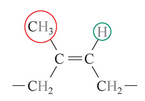 CH₃ H
C=C
—CH₂ CH₂—